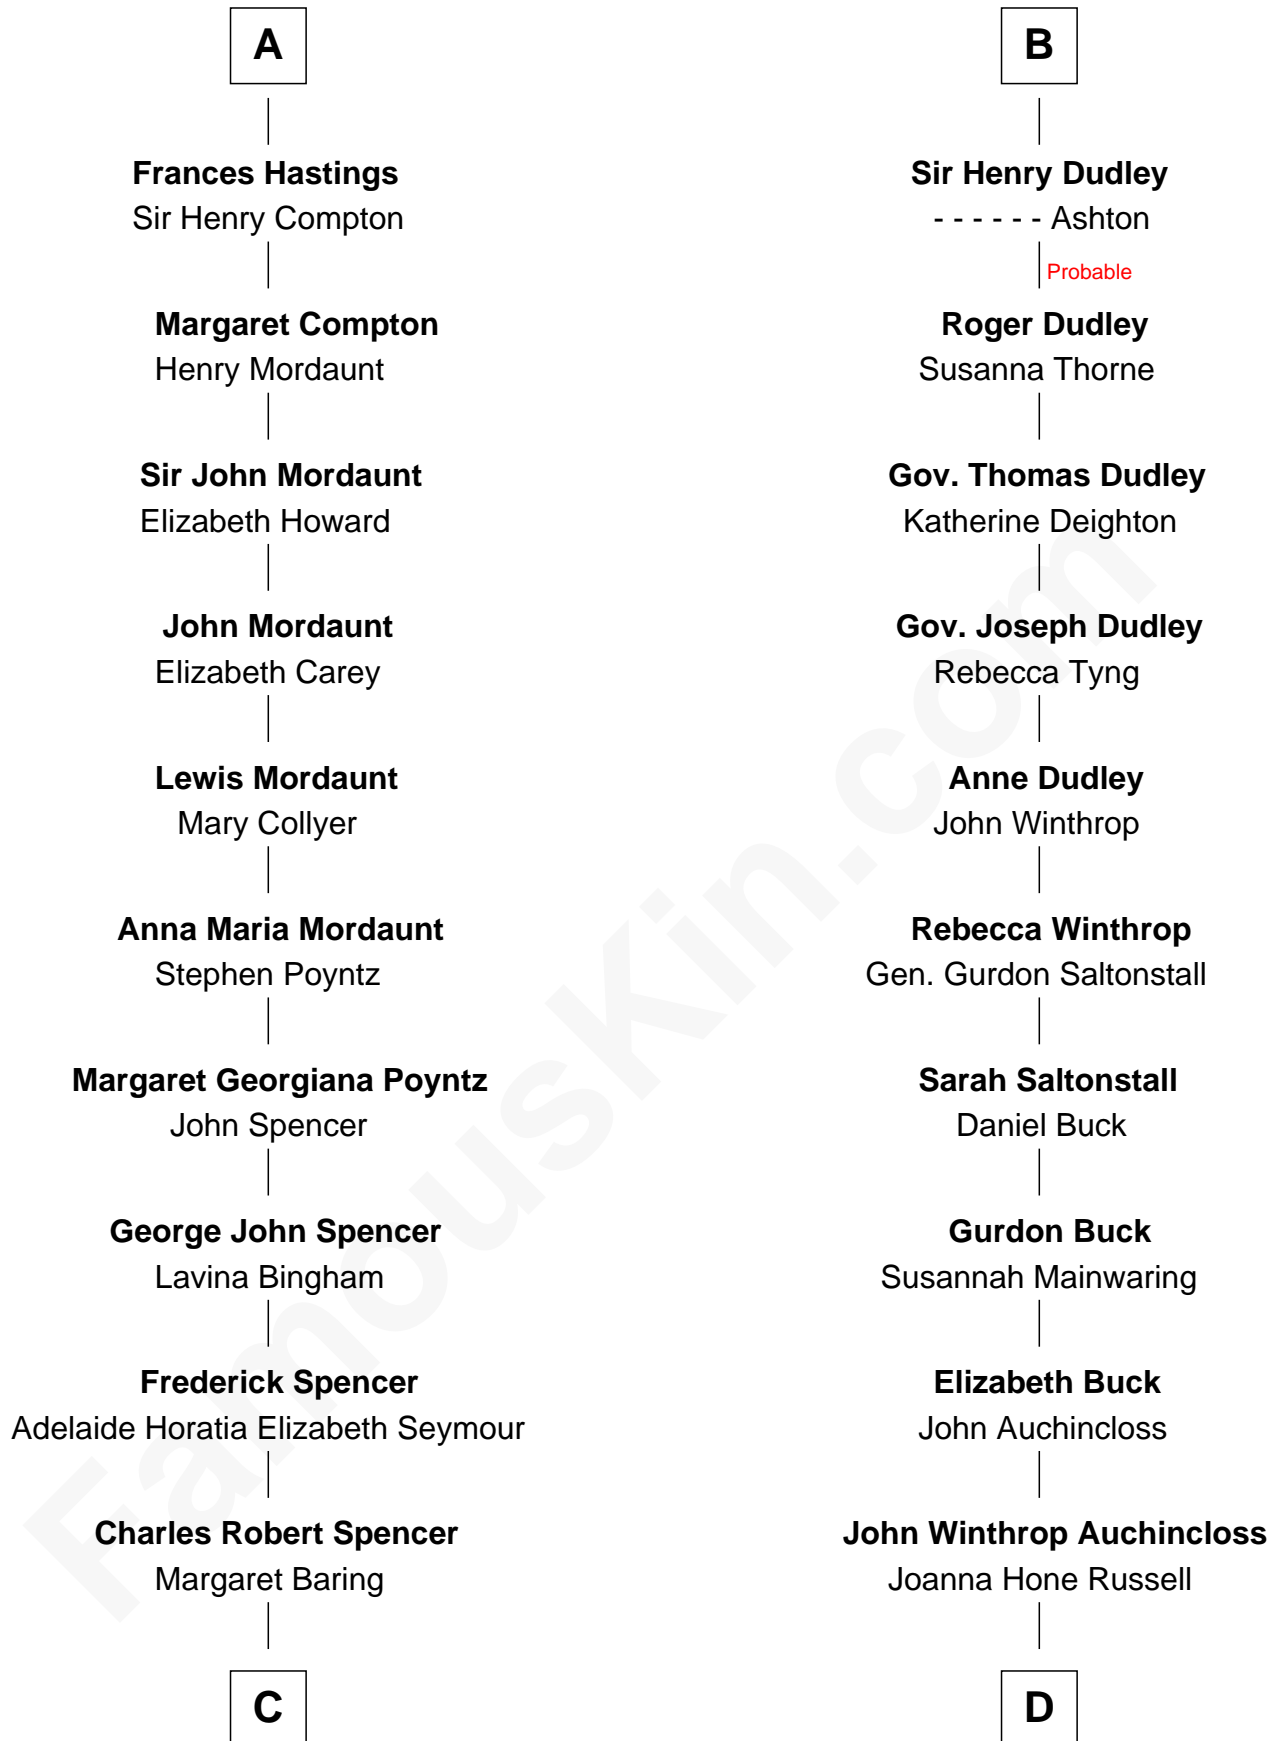 A
Frances Hastings
Sir Henry Compton
Margaret Compton
Henry Mordaunt
Sir John Mordaunt
Elizabeth Howard
John Mordaunt
Elizabeth Carey
Lewis Mordaunt
Mary Collyer
Anna Maria Mordaunt
Stephen Poyntz
Margaret Georgiana Poyntz
John Spencer
George John Spencer
Lavina Bingham
Frederick Spencer
Adelaide Horatia Elizabeth Seymour
Charles Robert Spencer
Margaret Baring
C
B
Sir Henry Dudley
- - - - - - Ashton
Probable
Roger Dudley
Susanna Thorne
Gov. Thomas Dudley
Katherine Deighton
Gov. Joseph Dudley
Rebecca Tyng
Anne Dudley
John Winthrop
Rebecca Winthrop
Gen. Gurdon Saltonstall
Sarah Saltonstall
Daniel Buck
Gurdon Buck
Susannah Mainwaring
Elizabeth Buck
John Auchincloss
John Winthrop Auchincloss
Joanna Hone Russell
D
FamousKin.com